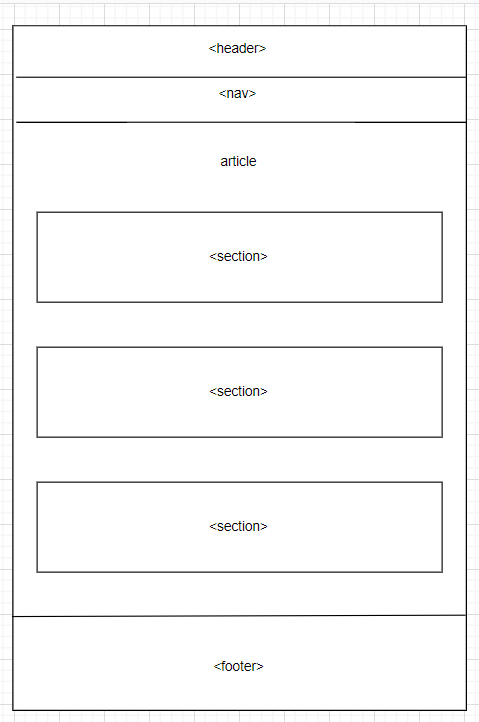 <header>
<nav>
article
<section>
<section>
<section>
<footer>